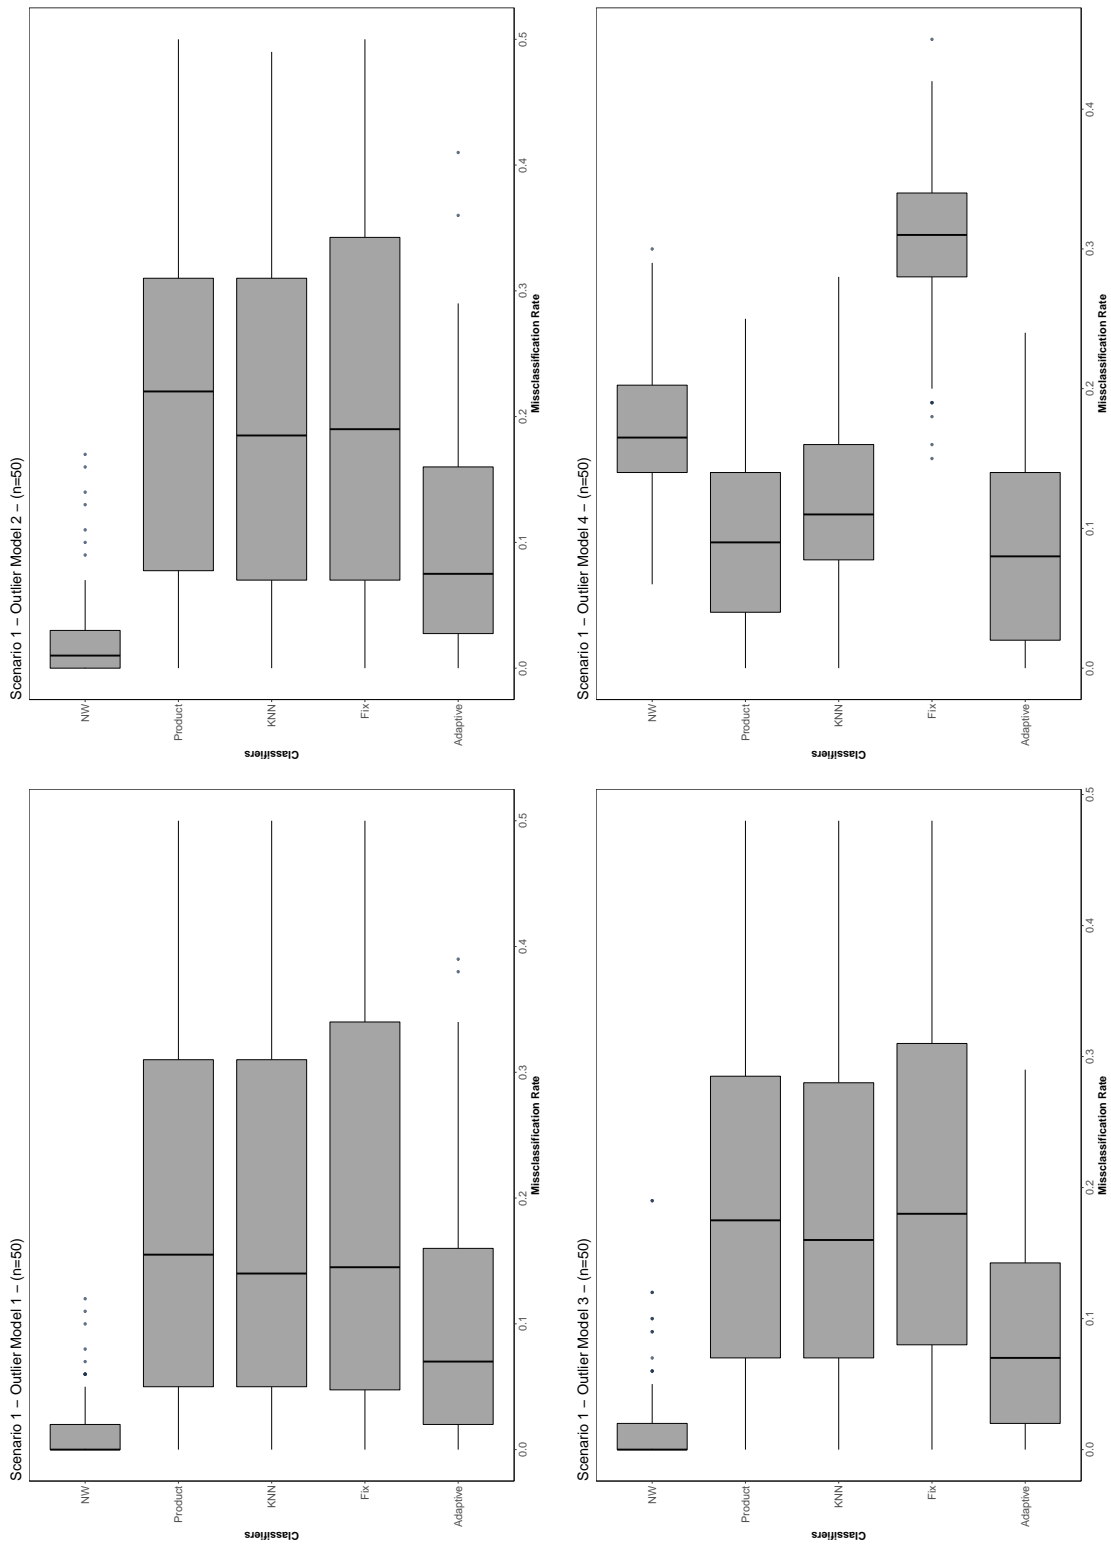 Scenario 1 − Outlier Model 1 − (n=50)
NW
Product
KNN
Fix
Adaptive
Classifiers
0.0
0.1
0.2
0.3
0.4
0.5
Missclassification Rate
Scenario 1 − Outlier Model 2 − (n=50)
NW
Product
KNN
Fix
Adaptive
Classifiers
0.0
0.1
0.2
0.3
0.4
0.5
Missclassification Rate
Scenario 1 − Outlier Model 3 − (n=50)
NW
Product
KNN
Fix
Adaptive
Classifiers
0.0
0.1
0.2
0.3
0.4
0.5
Missclassification Rate
Scenario 1 − Outlier Model 4 − (n=50)
NW
Product
KNN
Fix
Adaptive
Classifiers
0.0
0.1
0.2
0.3
0.4
Missclassification Rate